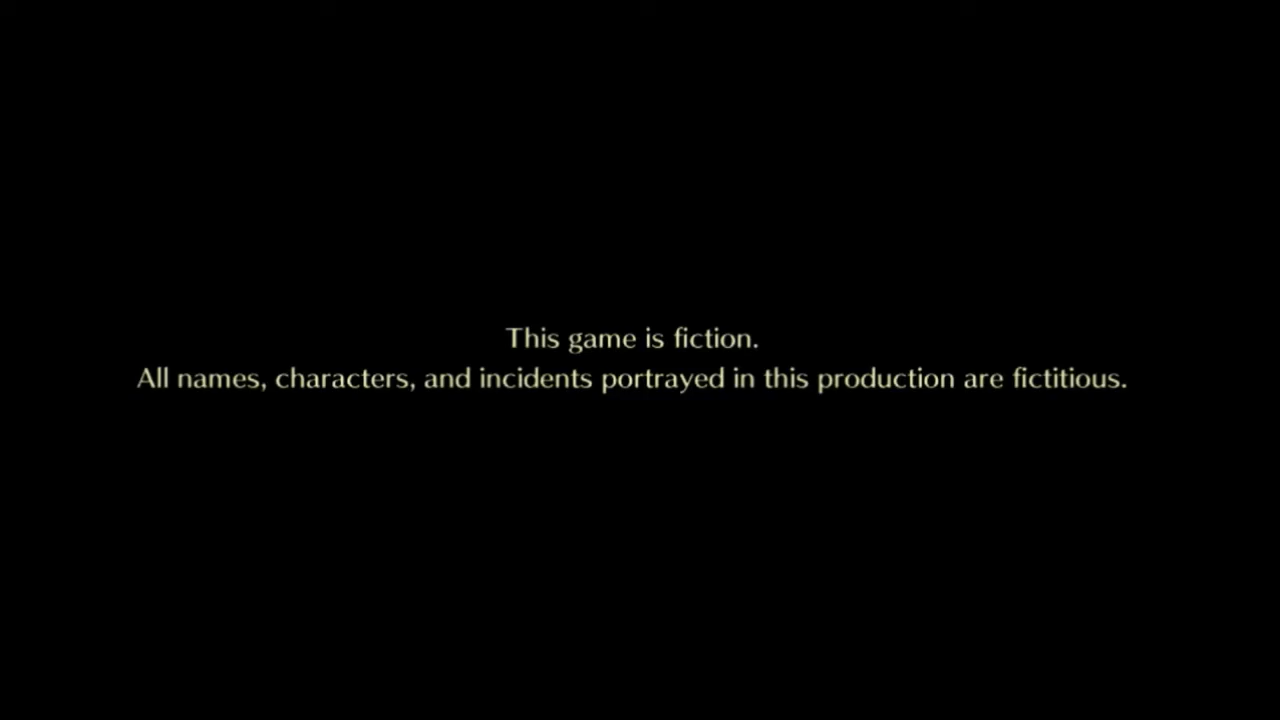 This game is fiction.
All names, characters, and incidents portrayed in this production are fictitious.